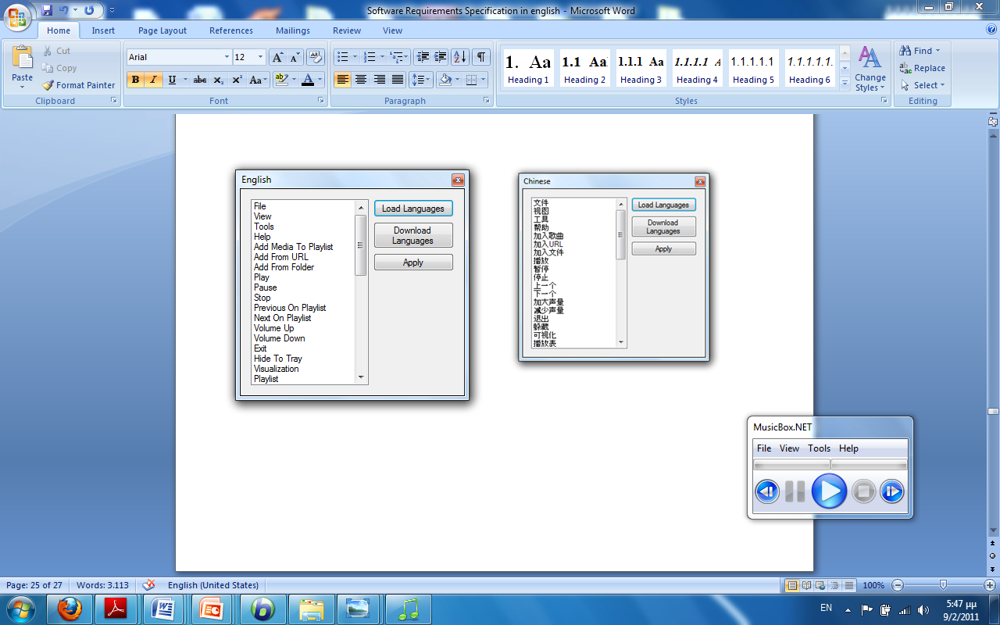 Software Requirements Specification in english - Microsoft Word
Home Insert Page Layout References Mailings Review View
Paste
Cut
Copy
Format Painter
Clipboard
Arial 12
Font
Paragraph
1. Aa 1.1 Aa 1.1.1 Aa 1.1.1.1 A 1.1.1.1.1 1.1.1.1.1.
Heading 1 Heading 2 Heading 3 Heading 4 Heading 5 Heading 6
Change
Styles
Styles
Find
Replace
Select
Editing
English
File
View
Tools
Help
Add Media To Playlist
Add From URL
Add From Folder
Play
Pause
Stop
Previous On Playlist
Next On Playlist
Volume Up
Volume Down
Exit
Hide To Tray
Visualization
Playlist
Load Languages
Download
Languages
Apply
Chinese
文件
视图
工具
帮助
加入歌曲
加入URL
加入文件
播放
暂停
停止
上一个
下一个
加大声量
减少声量
退出
躲藏
可视化
播放表
Load Languages
Download
Languages
Apply
MusicBox.NET
File View Tools Help
Page: 25 of 27 Words: 3.113 English (United States) 100%
EN
5:47 μμ
9/2/2011